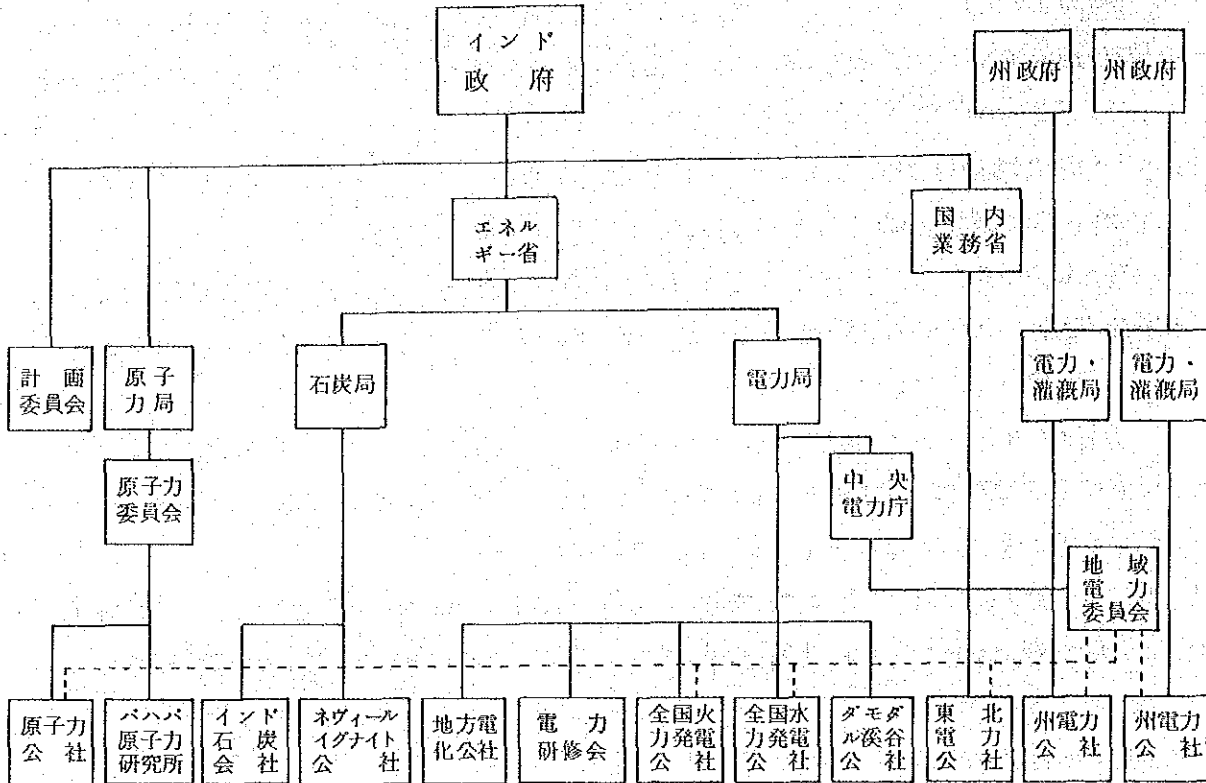 インド
政府
州政府
州政府
エネル
ギー省
国内
業務省
計画
委員会
原子
力局
石炭局
電力局
電力・
灌漑局
電力・
灌漑局
原子力
委員会
中央
電力庁
地域
電力
委員会
原子力
公社
バハバ
原子力
研究所
インド
石炭
会社
ネヴィール
イグナイト
公社
地方電
化公社
電力
研修会
全国火
力発電
公社
全国水
力発電
公社
ダモダ
ル溪谷
公社
東北
電力
公社
州電力
公社
州電力
公社